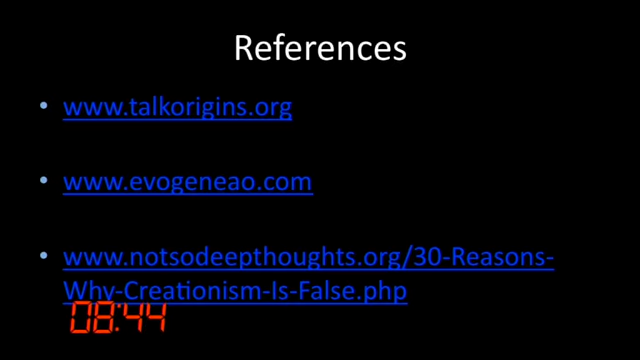 References
• www.talkorigins.org
• www.evogeneao.com
• www.notsodeepthoughts.org/30-Reasons-
Why-Creationism-Is-False.php
08:44